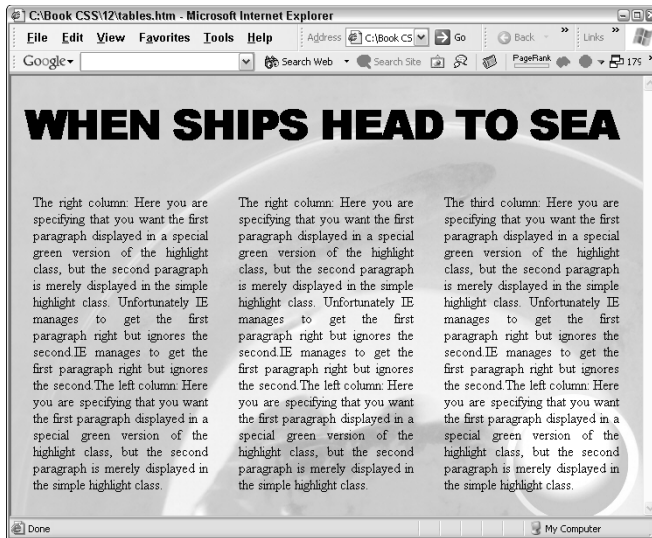 C:\Book CSS\12\tables.htm - Microsoft Internet Explorer
File Edit View Favorites Tools Help Address C:\Book CS Go Back » Links »
Google Search Web Search Site PageRank 179 »
WHEN SHIPS HEAD TO SEA
The right column: Here you are
specifying that you want the first
paragraph displayed in a special
green version of the highlight
class, but the second paragraph
is merely displayed in the simple
highlight class. Unfortunately IE
manages to get the first
paragraph right but ignores the
second.IE manages to get the
first paragraph right but ignores
the second.The left column: Here
you are specifying that you want
the first paragraph displayed in a
special green version of the
highlight class, but the second
paragraph is merely displayed in
the simple highlight class.
The right column: Here you are
specifying that you want the first
paragraph displayed in a special
green version of the highlight
class, but the second paragraph
is merely displayed in the simple
highlight class. Unfortunately IE
manages to get the first
paragraph right but ignores the
second.IE manages to get the
first paragraph right but ignores
the second.The left column: Here
you are specifying that you want
the first paragraph displayed in a
special green version of the
highlight class, but the second
paragraph is merely displayed in
the simple highlight class.
The third column: Here you are
specifying that you want the first
paragraph displayed in a special
green version of the highlight
class, but the second paragraph
is merely displayed in the simple
highlight class. Unfortunately IE
manages to get the first
paragraph right but ignores the
second.IE manages to get the
first paragraph right but ignores
the second.The left column: Here
you are specifying that you want
the first paragraph displayed in a
special green version of the
highlight class, but the second
paragraph is merely displayed in
the simple highlight class.
Done My Computer